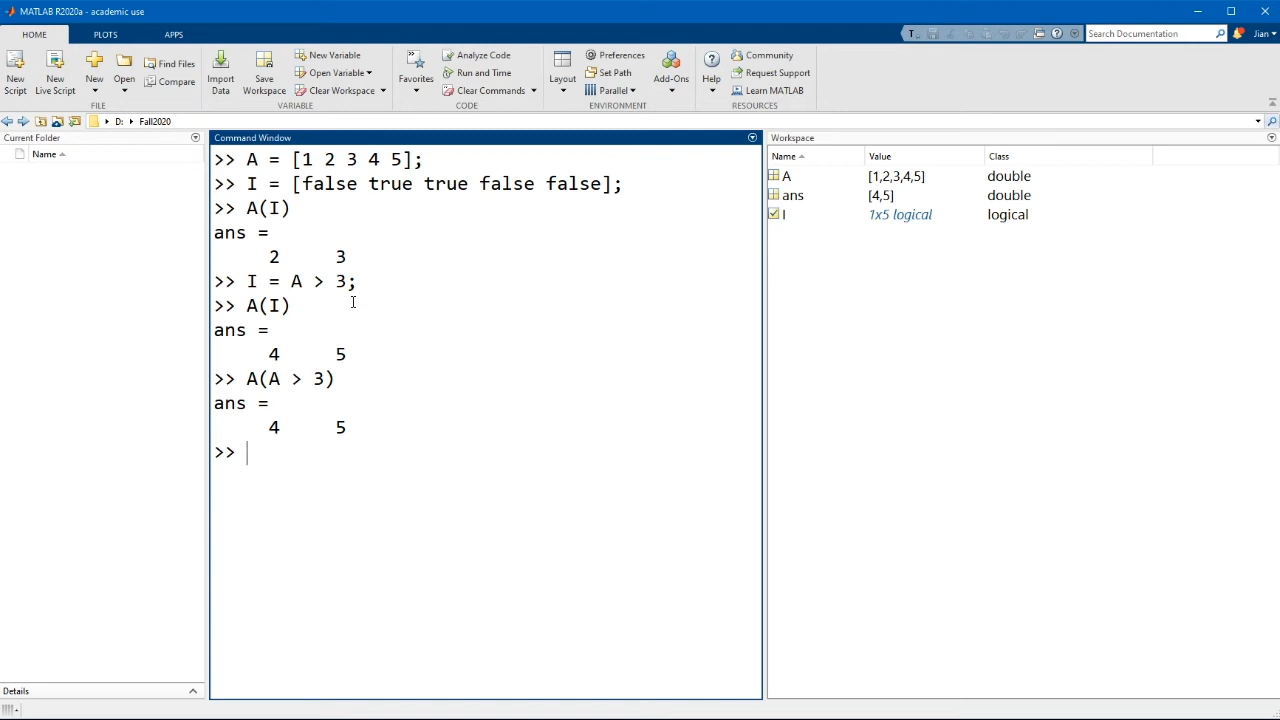 MATLAB R2020a - academic use
HOME PLOTS APPS
Search Documentation Jian
New Script
New Live Script
New
Open
Find Files
Compare
FILE
Import Data
Save Workspace
New Variable
Open Variable
Clear Workspace
VARIABLE
Favorites
Analyze Code
Run and Time
Clear Commands
CODE
Layout
Preferences
Set Path
Parallel
Add-Ons
ENVIRONMENT
Help
Community
Request Support
Learn MATLAB
RESOURCES
D: Fall2020
Current Folder
Name
Details
Command Window
>> A = [1 2 3 4 5];
>> I = [false true true false false];
>> A(I)
ans =
2 3
>> I = A > 3;
>> A(I)
ans =
4 5
>> A(A > 3)
ans =
4 5
>>
Workspace
Name Value Class
A [1,2,3,4,5] double
ans [4,5] double
I 1x5 logical logical